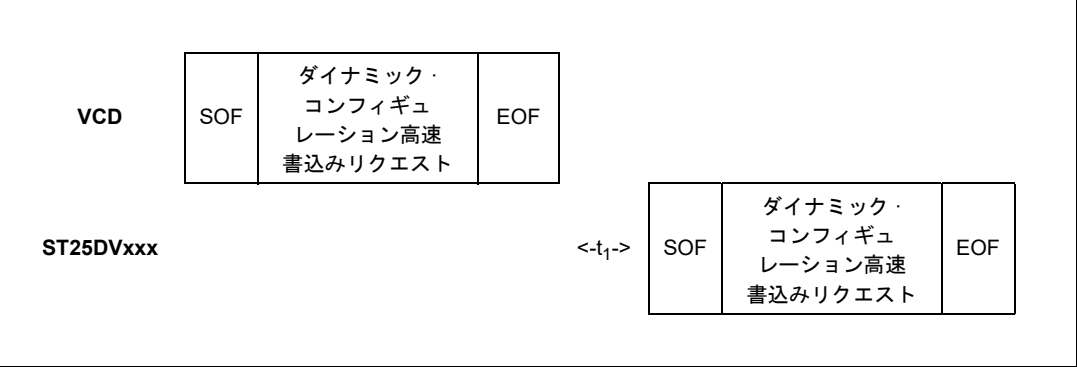 VCD
SOF
ダイナミック・
コンフィギュ
レーション高速
書込みリクエスト
EOF
ST25DVxxx
<-t₁->
SOF
ダイナミック・
コンフィギュ
レーション高速
書込みリクエスト
EOF